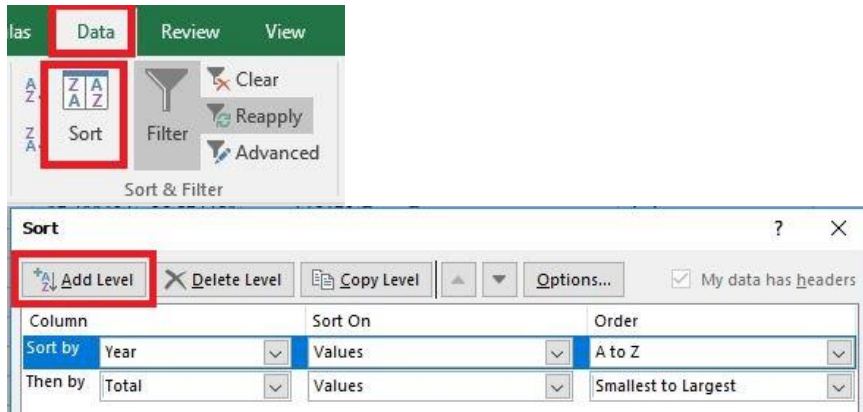 las Data Review View
A Z
Z A
Z A
A Z
Sort
Filter
Clear
Reapply
Advanced
Sort & Filter
Sort ?
Add Level Delete Level Copy Level Options... My data has headers
Column Sort On Order
Sort by Year Values A to Z
Then by Total Values Smallest to Largest